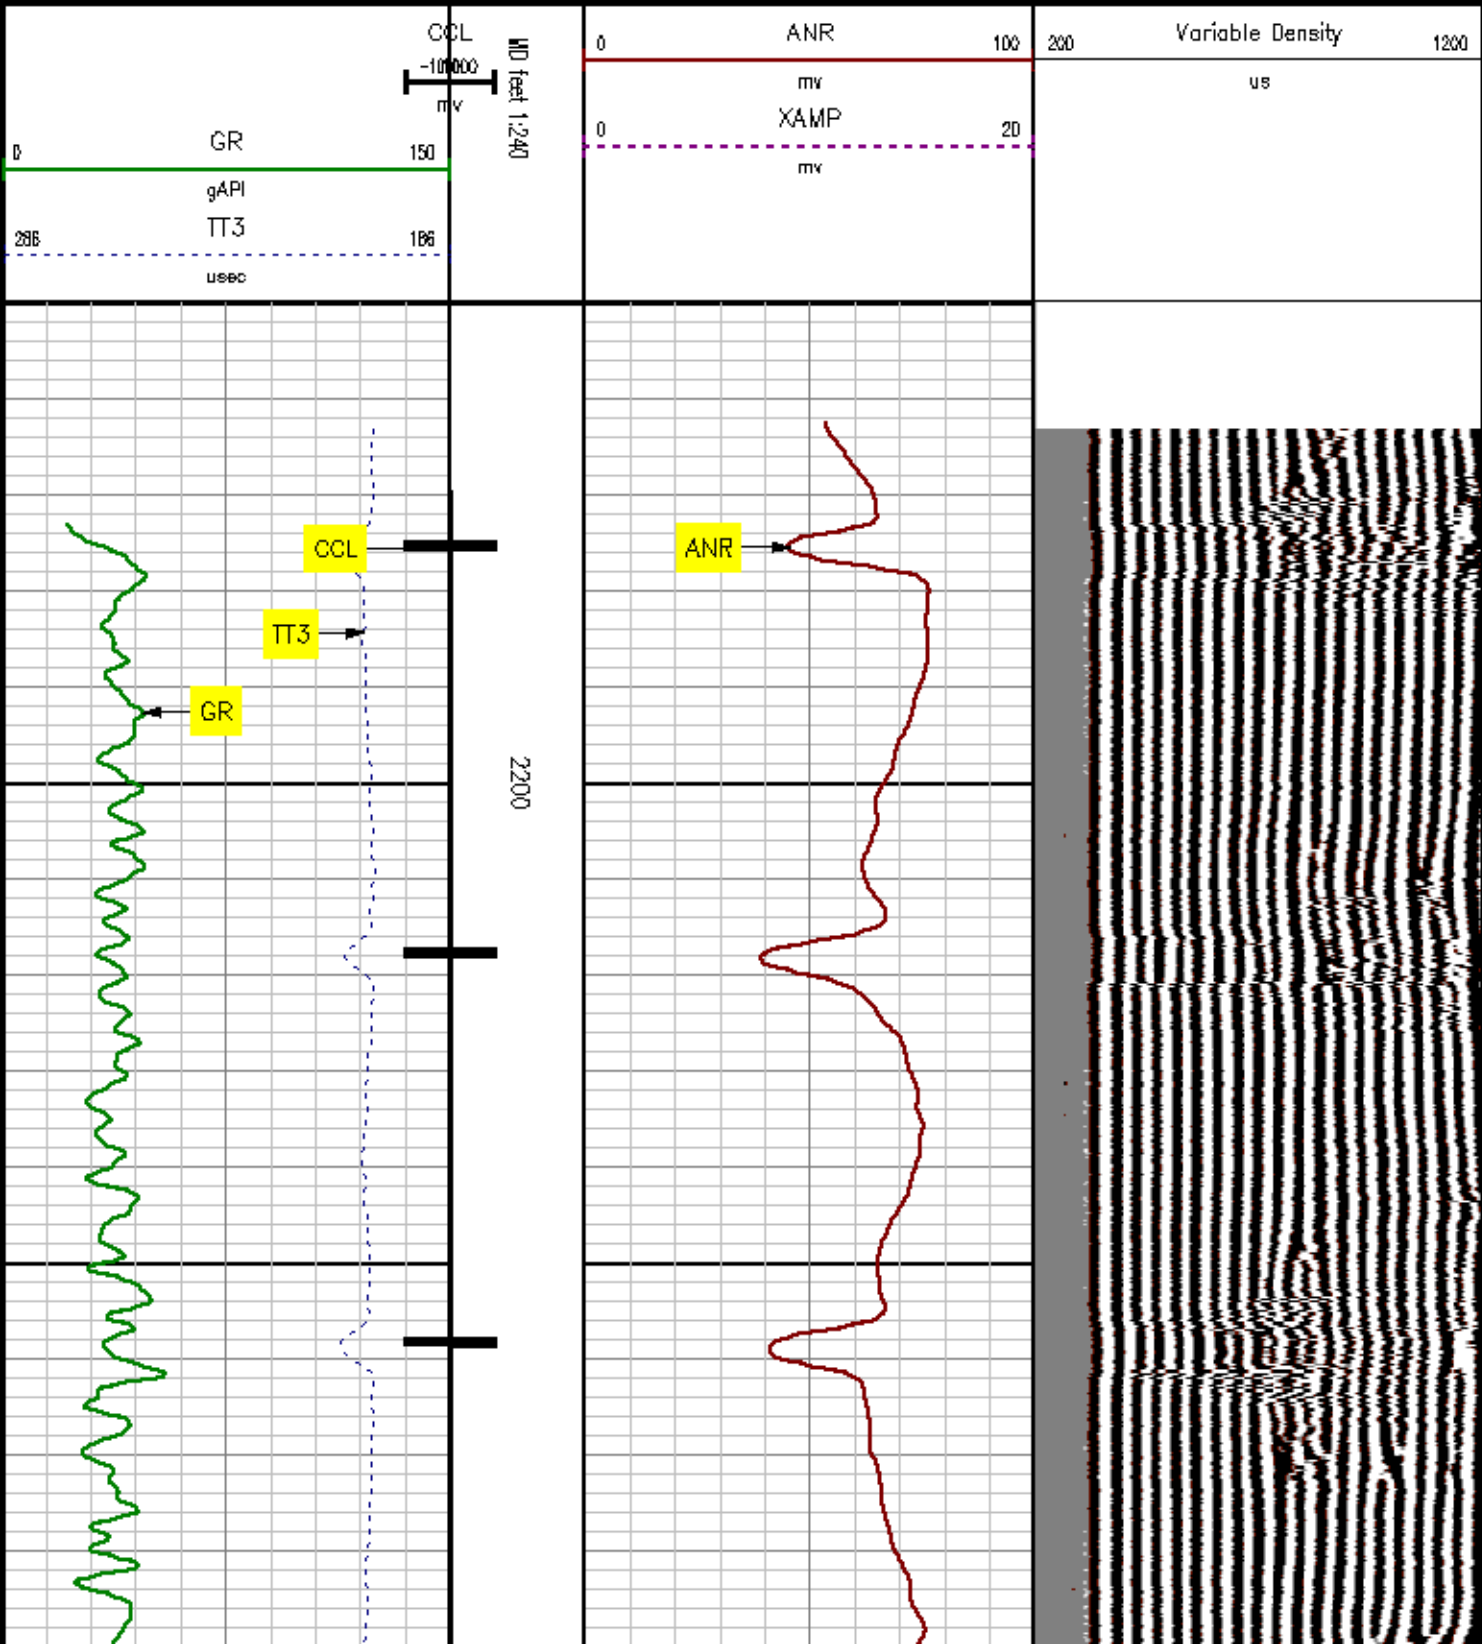 CCL
mv
GR
0 150
gAPI
TT3
286 186
usec
MD feet 1:240
ANR
0 100
mv
XAMP
0 20
mv
Variable Density
200 1200
us
CCL
TT3
GR
2200
ANR